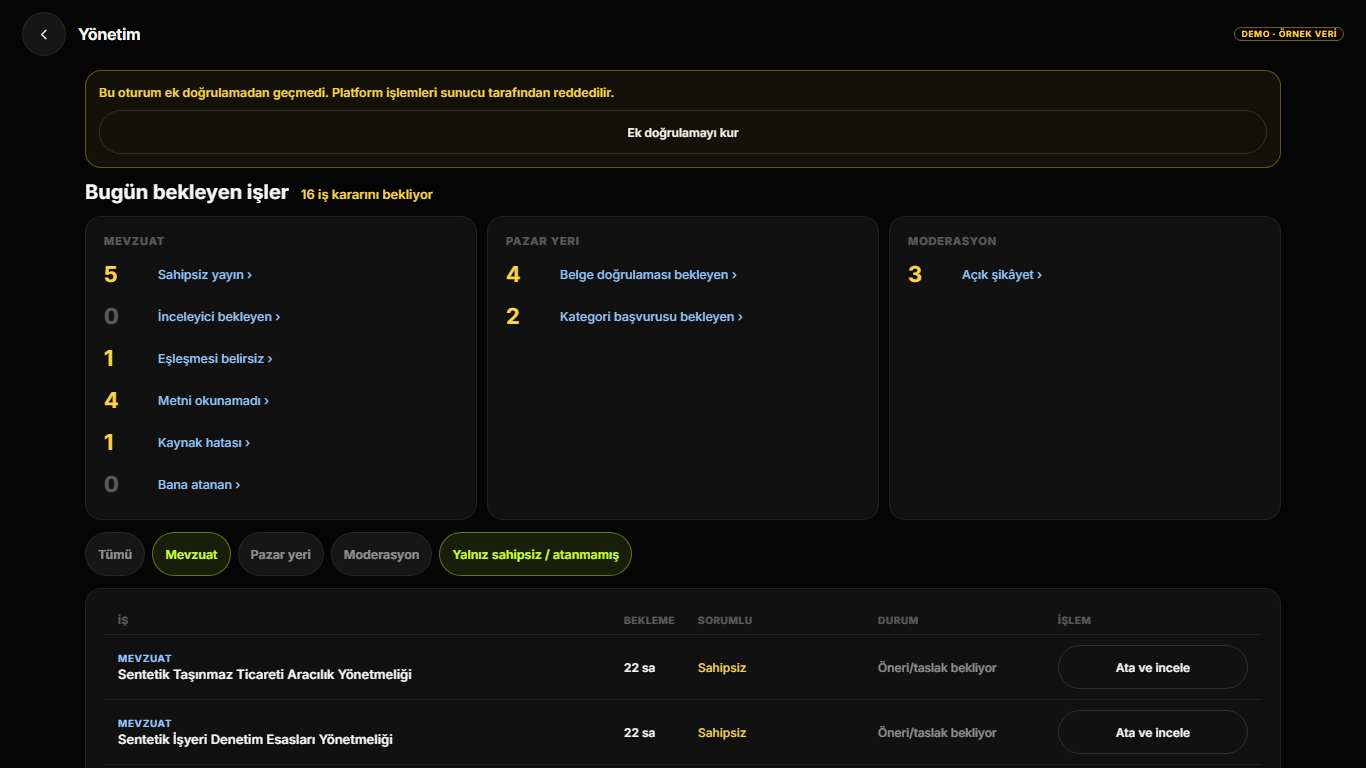 Yönetim
DEMO · ÖRNEK VERİ
Bu oturum ek doğrulamadan geçmedi. Platform işlemleri sunucu tarafından reddedilir.
Ek doğrulamayı kur
Bugün bekleyen işler 16 iş kararını bekliyor
MEVZUAT
5 Sahipsiz yayın ›
0 İnceleyici bekleyen ›
1 Eşleşmesi belirsiz ›
4 Metni okunamadı ›
1 Kaynak hatası ›
0 Bana atanan ›
PAZAR YERI
4 Belge doğrulaması bekleyen ›
2 Kategori başvurusu bekleyen ›
MODERASYON
3 Açık şikâyet ›
Tümü Mevzuat Pazar yeri Moderasyon Yalnız sahipsiz / atanmamış
İŞ BEKLEME SORUMLU DURUM İŞLEM
MEVZUAT
Sentetik Taşınmaz Ticareti Aracılık Yönetmeliği 22 sa Sahipsiz Öneri/taslak bekliyor Ata ve incele
MEVZUAT
Sentetik İşyeri Denetim Esasları Yönetmeliği 22 sa Sahipsiz Öneri/taslak bekliyor Ata ve incele